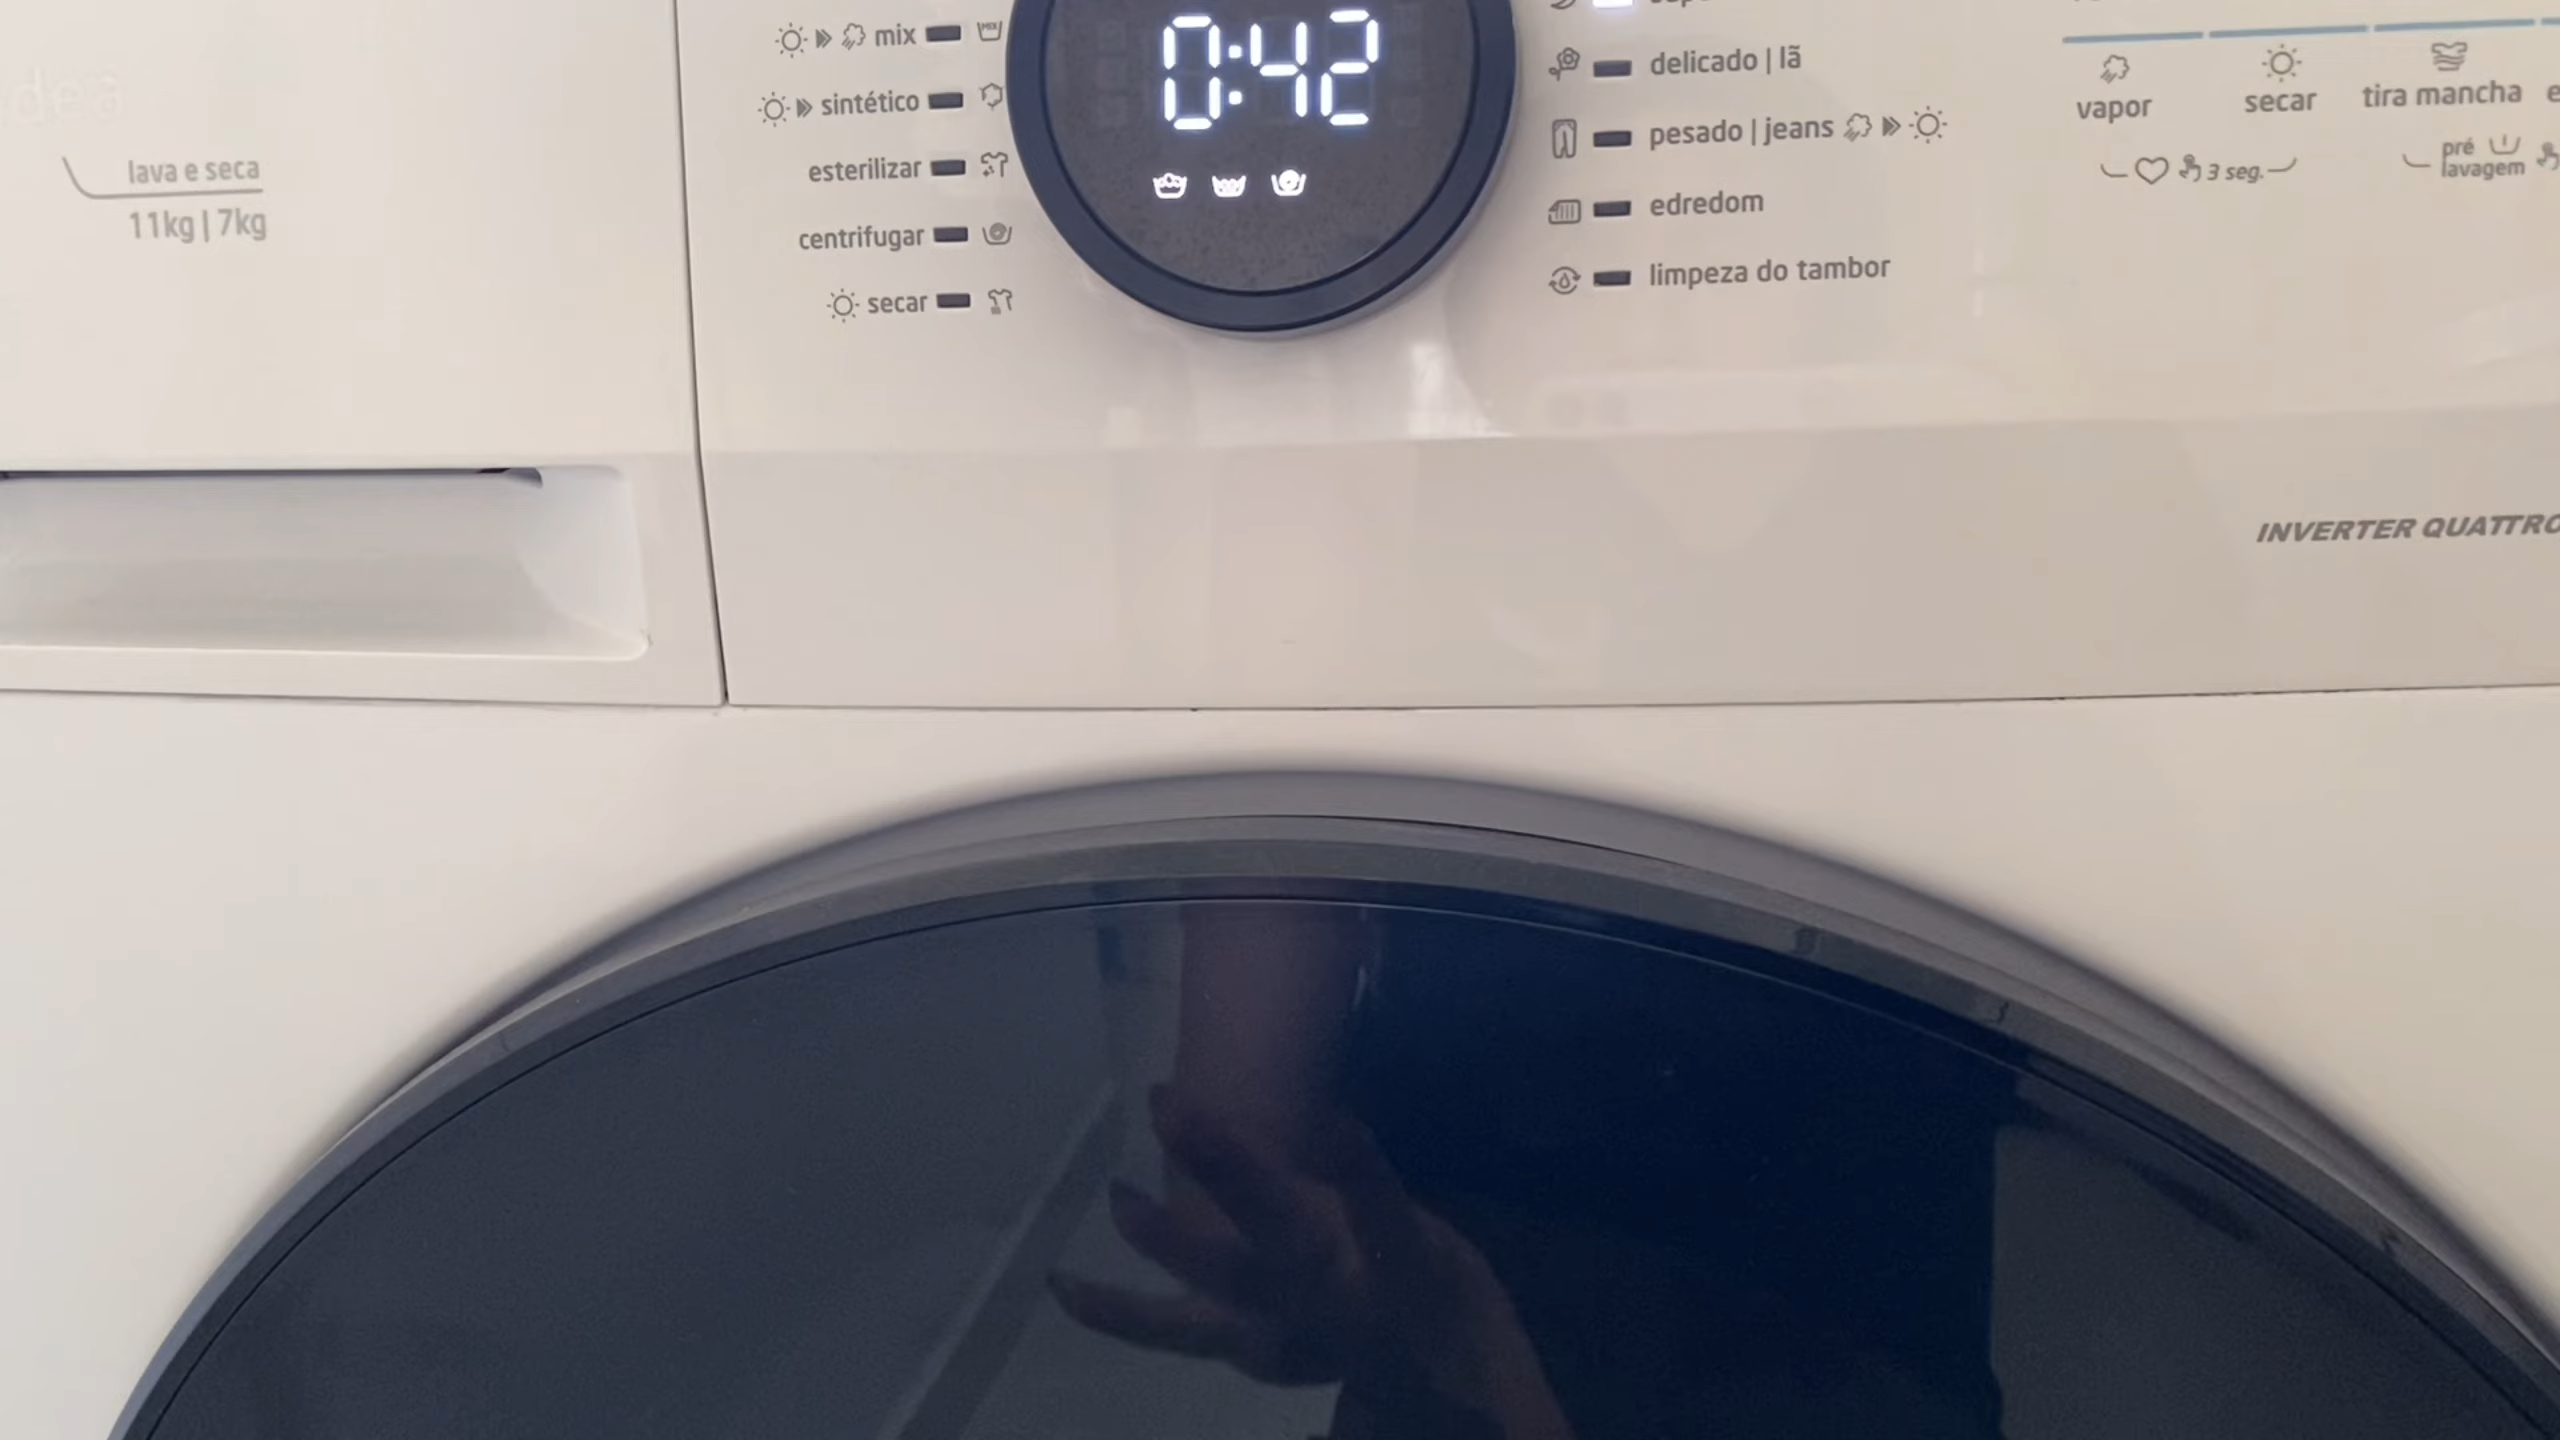 mix
sintético
esterilizar
centrifugar
secar
0:42
delicado | lã
pesado | jeans
edredom
limpeza do tambor
vapor
secar
tira mancha
3 seg.
pré
lavagem
lava e seca
11kg | 7kg
INVERTER QUATTRO